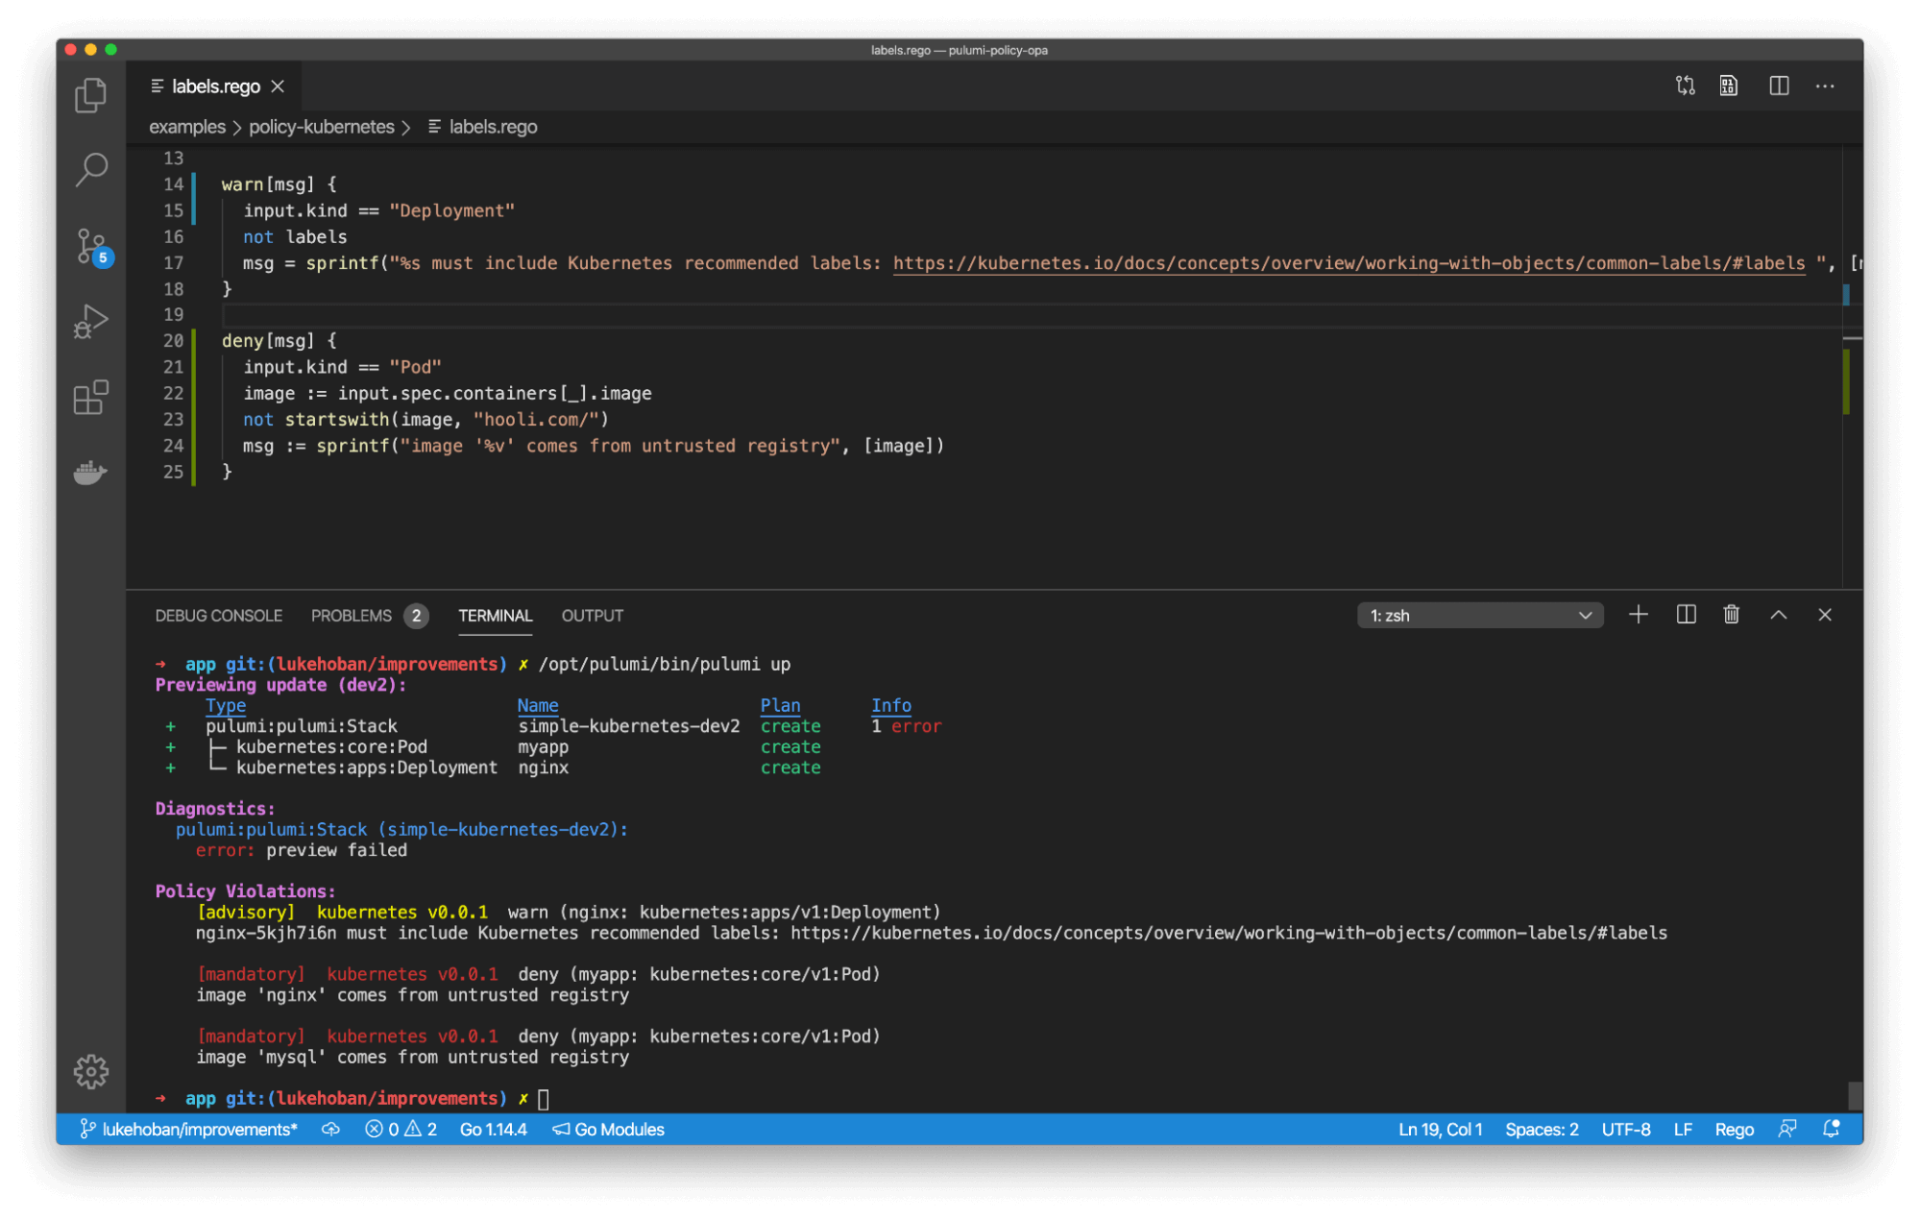 labels.rego — pulumi-policy-opa
labels.rego
examples > policy-kubernetes > labels.rego
13
14 warn[msg] {
15 input.kind == "Deployment"
16 not labels
17 msg = sprintf("%s must include Kubernetes recommended labels: https://kubernetes.io/docs/concepts/overview/working-with-objects/common-labels/#labels ", [
18 }
19
20 deny[msg] {
21 input.kind == "Pod"
22 image := input.spec.containers[_].image
23 not startswith(image, "hooli.com/")
24 msg := sprintf("image '%v' comes from untrusted registry", [image])
25 }
5
DEBUG CONSOLE PROBLEMS 2 TERMINAL OUTPUT 1: zsh
→ app git:(lukehoban/improvements) ✗ /opt/pulumi/bin/pulumi up
Previewing update (dev2):
Type Name Plan Info
+ pulumi:pulumi:Stack simple-kubernetes-dev2 create 1 error
+ ├─ kubernetes:core:Pod myapp create
+ └─ kubernetes:apps:Deployment nginx create
Diagnostics:
pulumi:pulumi:Stack (simple-kubernetes-dev2):
error: preview failed
Policy Violations:
[advisory] kubernetes v0.0.1 warn (nginx: kubernetes:apps/v1:Deployment)
nginx-5kjh7i6n must include Kubernetes recommended labels: https://kubernetes.io/docs/concepts/overview/working-with-objects/common-labels/#labels
[mandatory] kubernetes v0.0.1 deny (myapp: kubernetes:core/v1:Pod)
image 'nginx' comes from untrusted registry
[mandatory] kubernetes v0.0.1 deny (myapp: kubernetes:core/v1:Pod)
image 'mysql' comes from untrusted registry
→ app git:(lukehoban/improvements) ✗
lukehoban/improvements* 0 2 Go 1.14.4 Go Modules Ln 19, Col 1 Spaces: 2 UTF-8 LF Rego